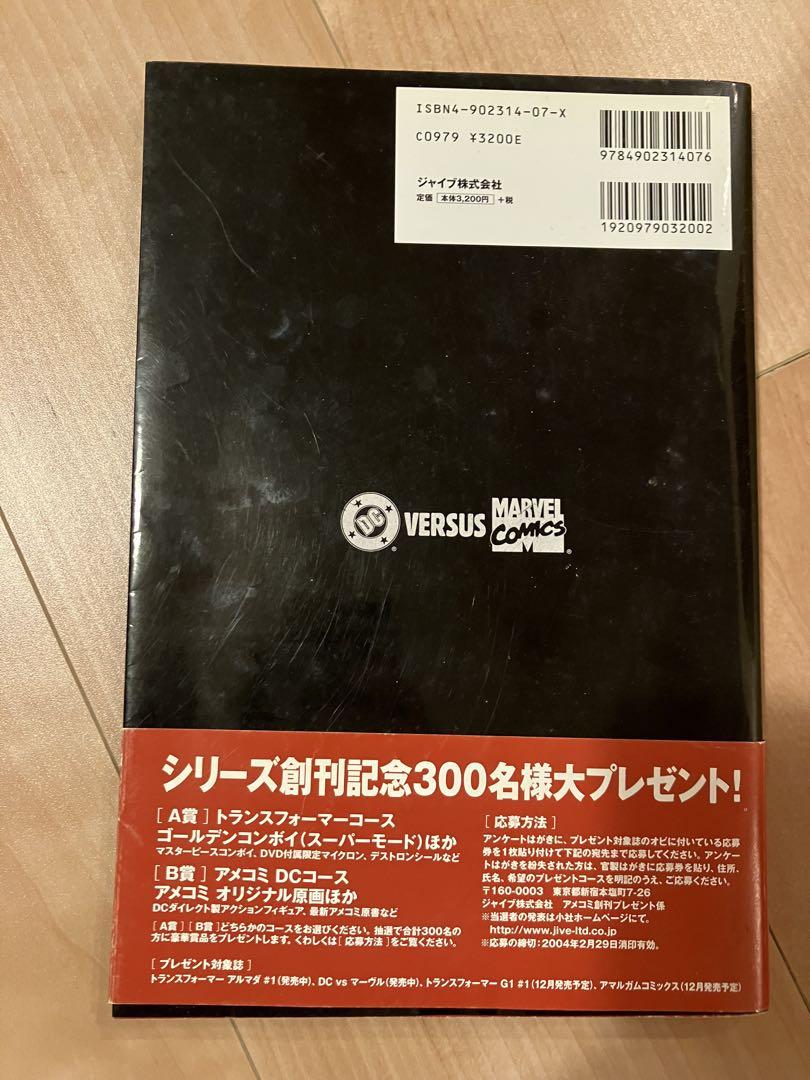 ISBN4-902314-07-X
C0979 ¥3200E
ジャイブ株式会社
定価 本体3,200円 +税
9784902314076
1920979032002
DC VERSUS MARVEL COMICS
シリーズ創刊記念300名様大プレゼント!
[ A賞 ] トランスフォーマーコース
ゴールデンコンボイ(スーパーモード)ほか
マスターピースコンボイ、DVD付属限定マイクロン、デストロンシールなど
[ B賞 ] アメコミ DCコース
アメコミ オリジナル原画ほか
DCダイレクト製アクションフィギュア、最新アメコミ原書など
[ A賞 ] [ B賞 ] どちらかのコースをお選びください。抽選で合計300名の
方に豪華賞品をプレゼントします。くわしくは [ 応募方法 ] をご覧ください。
[ 応募方法 ]
アンケートはがきに、プレゼント対象誌のオビに付いている応募
券を1枚貼り付けて下記の宛先まで応募してください。アンケー
トはがきを紛失された方は、官製はがきに応募券を貼り、住所、
氏名、希望のプレゼントコースを明記のうえ、ご応募ください。
〒160-0003 東京都新宿本塩町7-26
ジャイブ株式会社 アメコミ創刊プレゼント係
※当選者の発表は小社ホームページにて。
http://www.jive-ltd.co.jp
※応募の締切:2004年2月29日消印有効。
[ プレゼント対象誌 ]
トランスフォーマー アルマダ #1(発売中)、DC vs マーヴル(発売中)、トランスフォーマー G1 #1(12月発売予定)、アマルガムコミックス(12月発売予定)